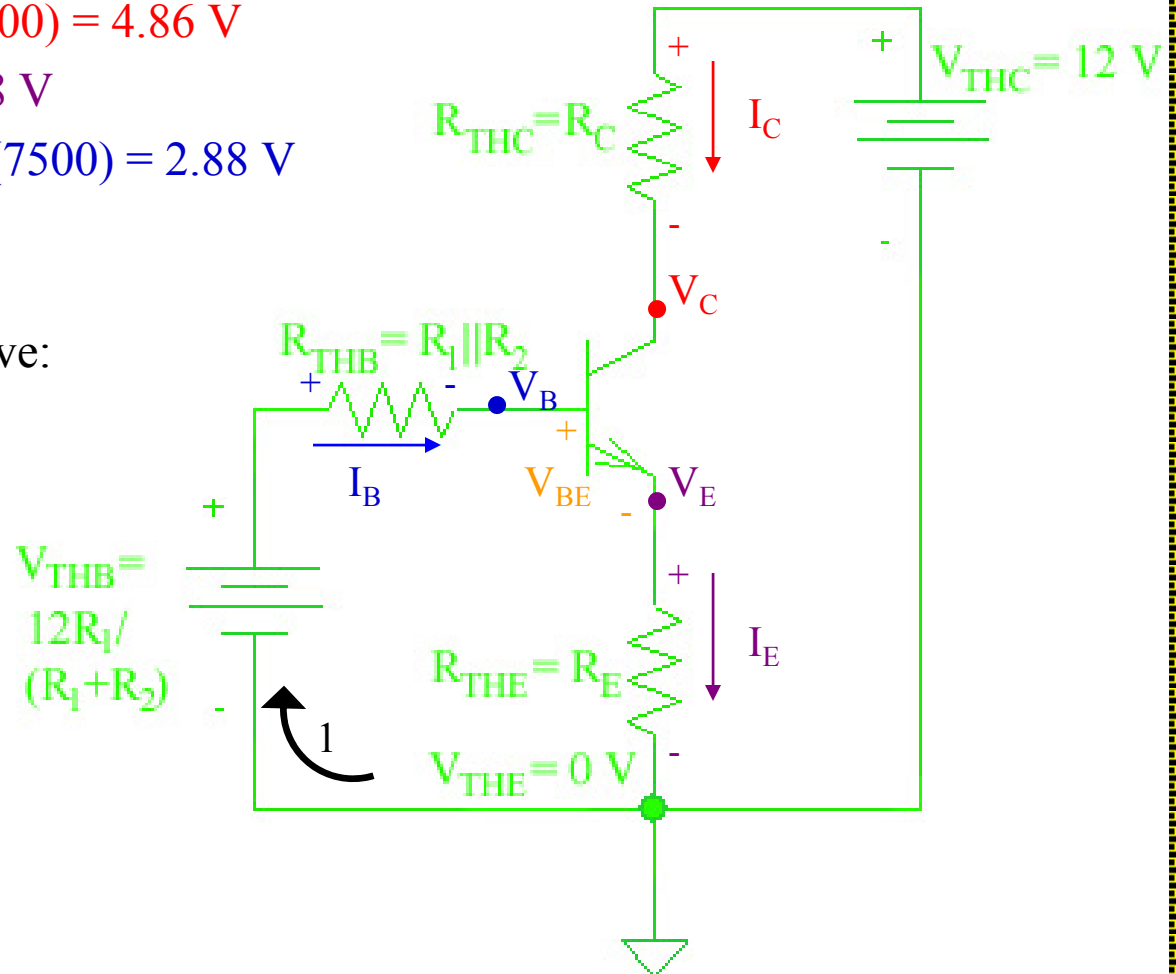 00) = 4.86 V
8 V
(7500) = 2.88 V
ve:
+
V_THC= 12 V
+
R_THC=R_C
I_C
-
-
V_C
R_THB= R_1||R_2
+
-
V_B
+
I_B
V_BE
V_E
-
+
V_THB=
12R_1/
(R_1+R_2)
-
+
R_THE= R_E
I_E
1
V_THE= 0 V
-